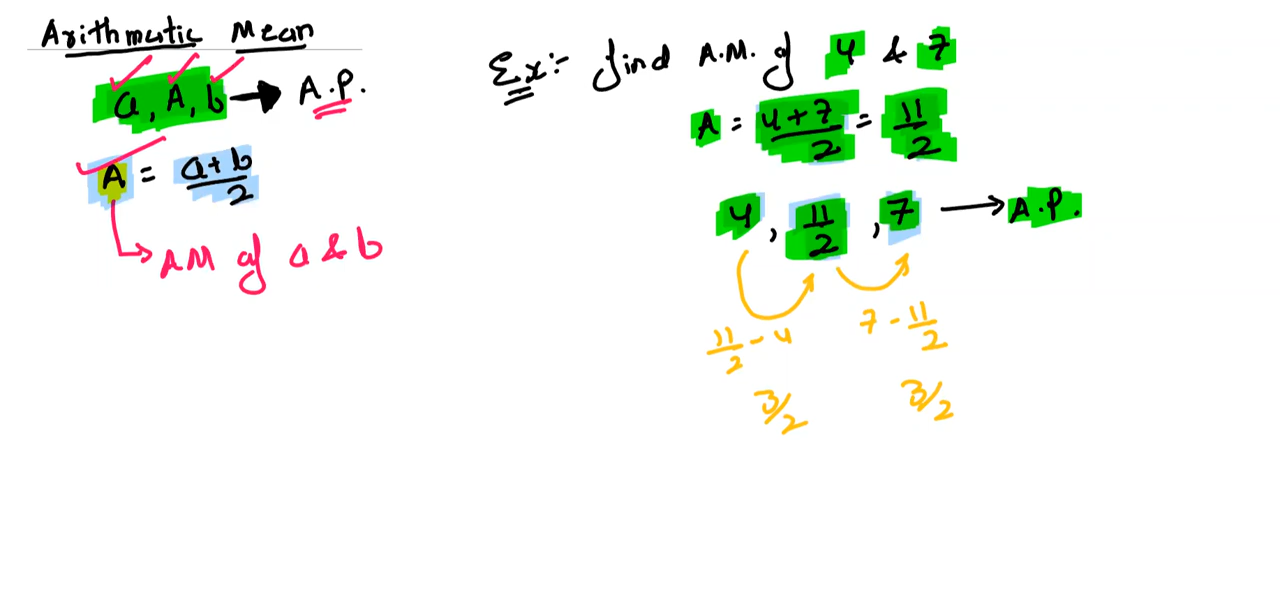 Arithmatic Mean
a, A, b → A.P.
A = a+b/2
AM of a & b
Ex:- find A.M. of 4 & 7
A = 4+7/2 = 11/2
4, 11/2, 7 → A.P.
11/2 - 4 7 - 11/2
3/2 3/2